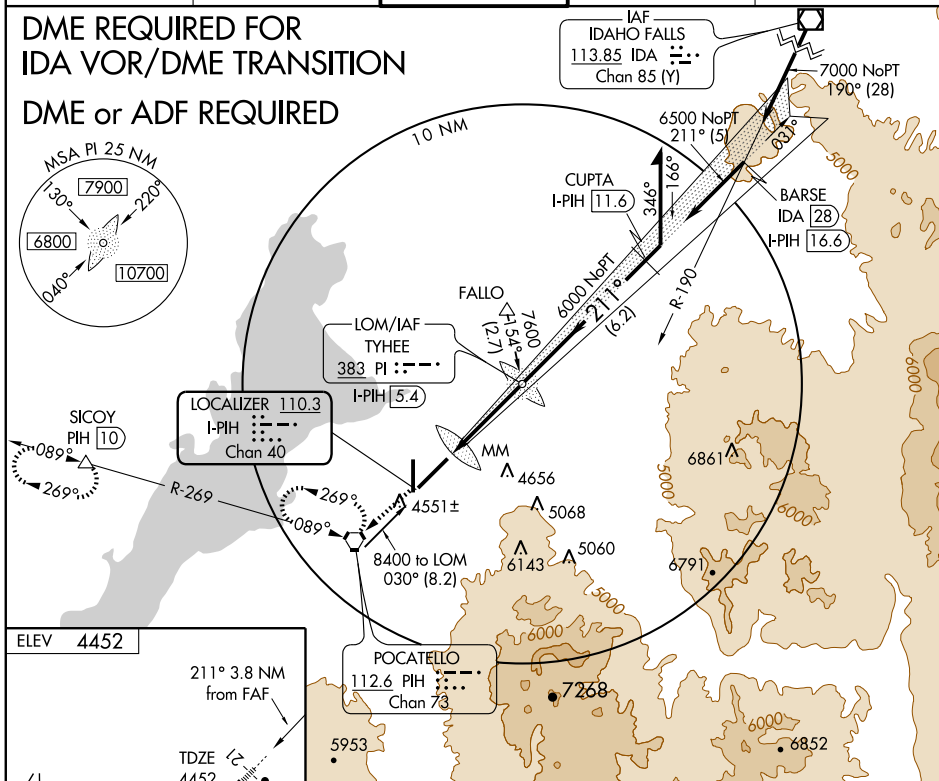 DME REQUIRED FOR
IDA VOR/DME TRANSITION
DME or ADF REQUIRED
IAF
IDAHO FALLS
113.85 IDA
Chan 85 (Y)
7000 NoPT
190° (28)
6500 NoPT
211° (5)
031°
5000
10 NM
MSA PI 25 NM
130°
7900
220°
6800
10700
040°
CUPTA
I-PIH 11.6
346°
166°
BARSE
IDA 28
I-PIH 16.6
R-190
6000 NoPT
211°
(6.2)
FALLO
7600
154°
(2.7)
LOM/IAF
TYHEE
383 PI
I-PIH 5.4
LOCALIZER 110.3
I-PIH
Chan 40
SICOY
PIH 10
089°
269°
R-269
269°
089°
MM
4551±
4656
5068
6143
5060
8400 to LOM
030° (8.2)
6861
6000
5000
6000
6791
5000
6000
6000
7268
6000
6852
5953
POCATELLO
112.6 PIH
Chan 73
ELEV 4452
211° 3.8 NM
from FAF
21
TDZE
4452